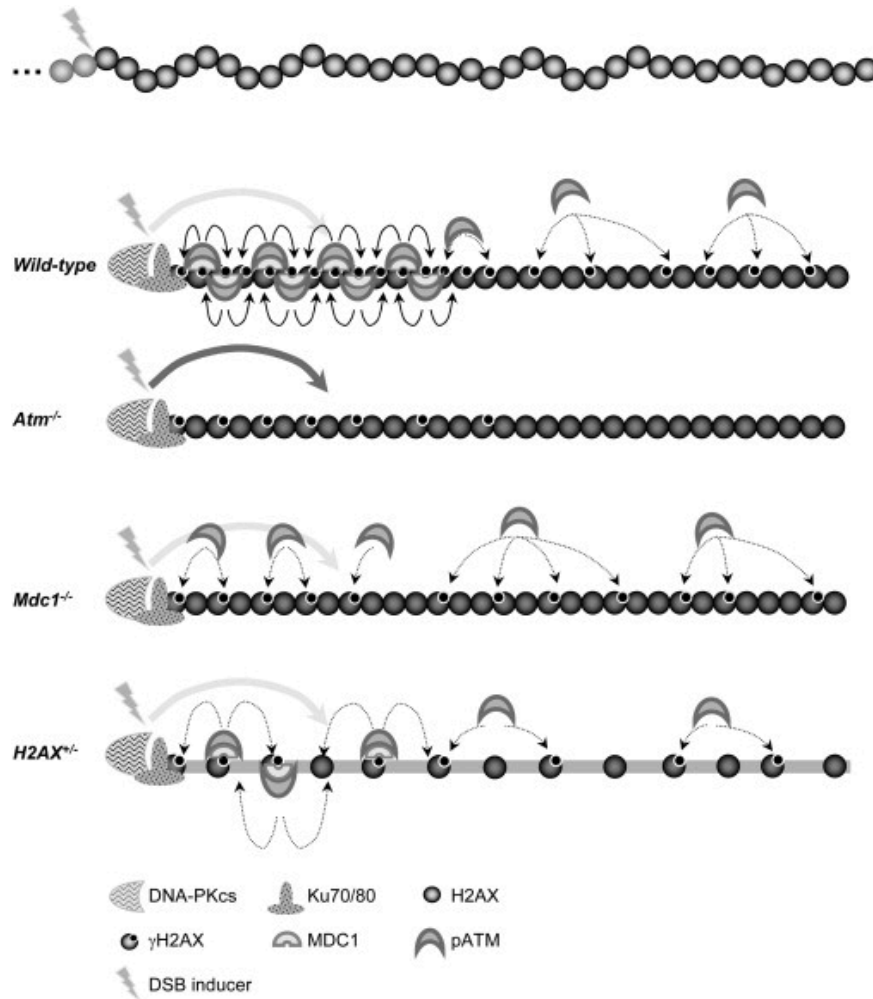 ...
Wild-type
Atm-/-
Mdc1-/-
H2AX+/-
DNA-PKcs Ku70/80 H2AX
γH2AX MDC1 pATM
DSB inducer